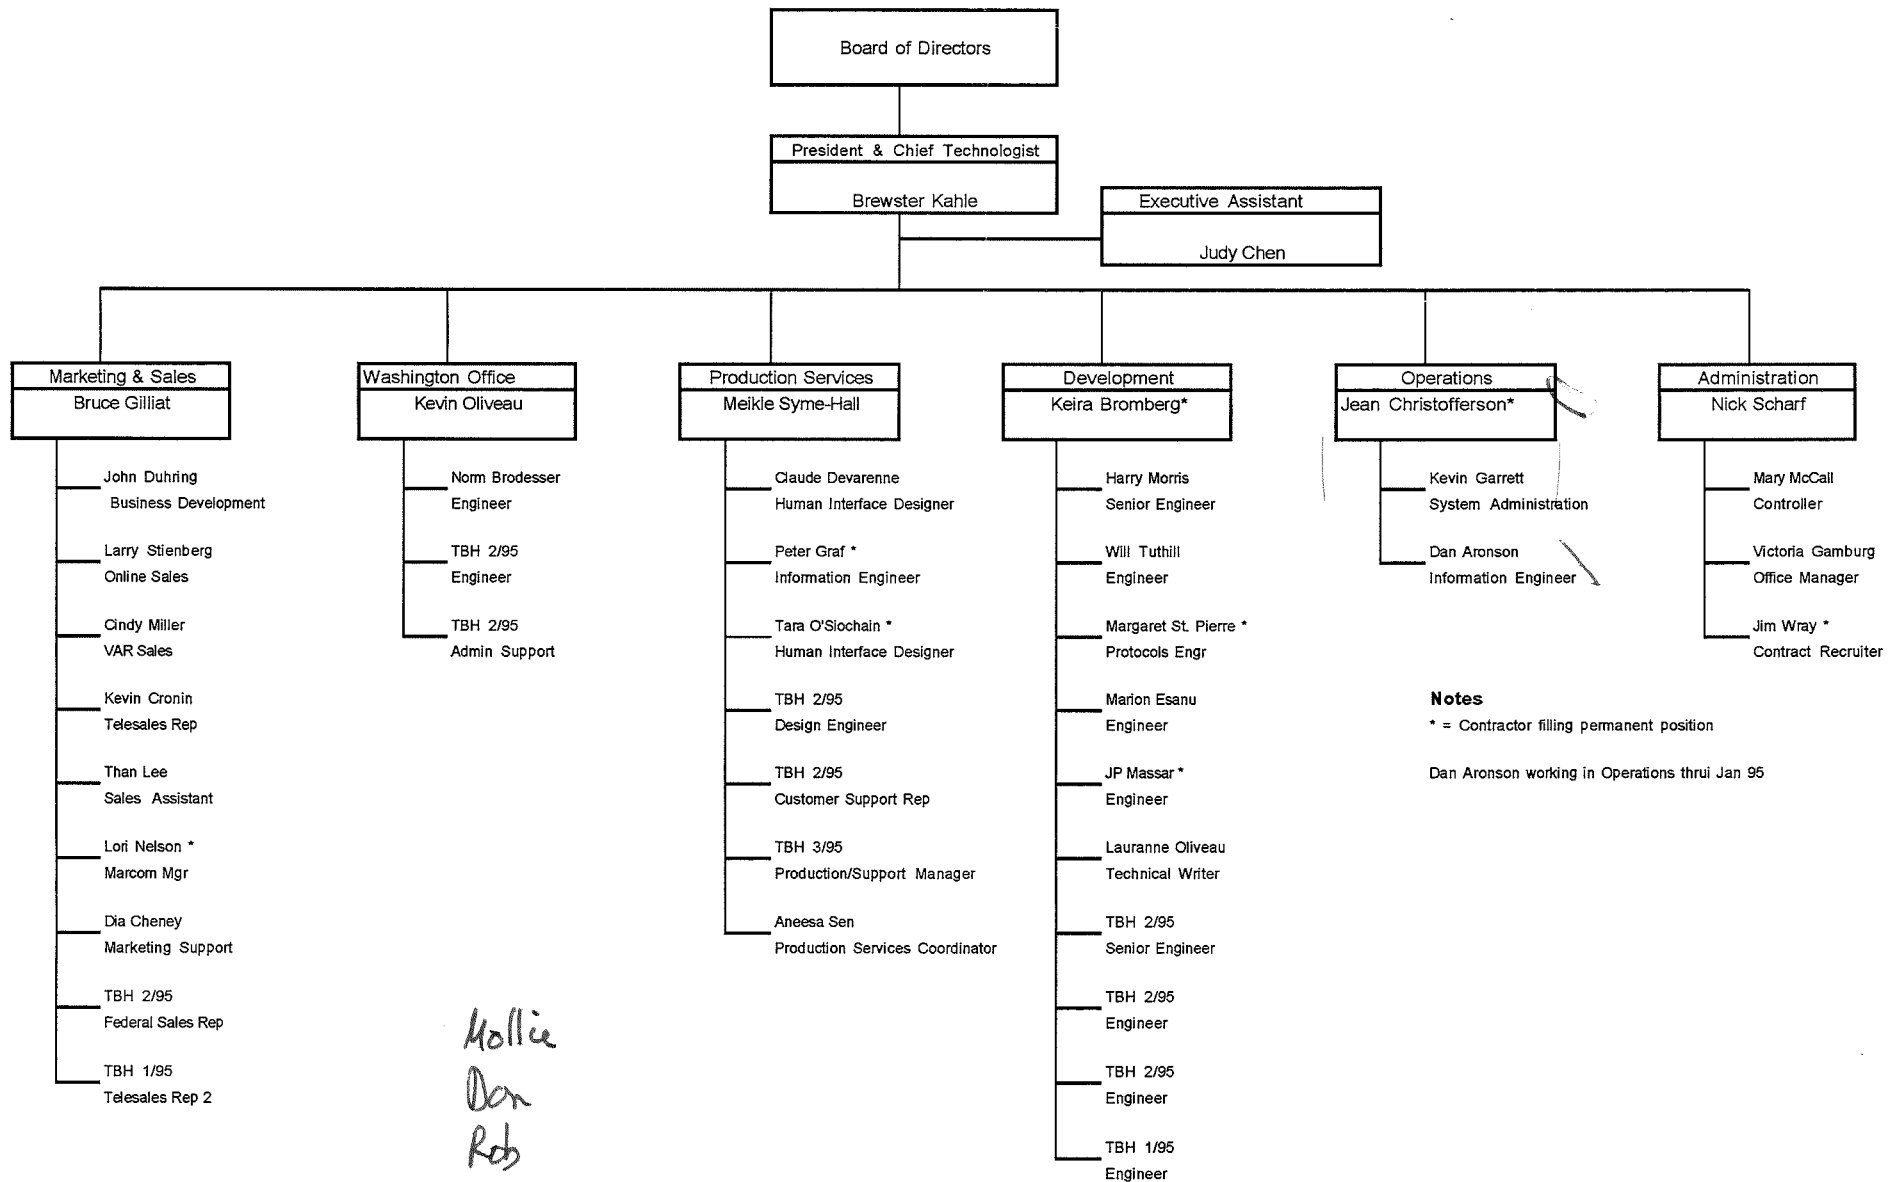 Board of Directors
President & Chief Technologist
Brewster Kahle
Executive Assistant
Judy Chen
Marketing & Sales
Bruce Gilliat
John Duhring
Business Development
Larry Stienberg
Online Sales
Cindy Miller
VAR Sales
Kevin Cronin
Telesales Rep
Than Lee
Sales Assistant
Lori Nelson *
Marcom Mgr
Dia Cheney
Marketing Support
TBH 2/95
Federal Sales Rep
TBH 1/95
Telesales Rep 2
Washington Office
Kevin Oliveau
Norm Brodesser
Engineer
TBH 2/95
Engineer
TBH 2/95
Admin Support
Production Services
Meikle Syme-Hall
Claude Devarenne
Human Interface Designer
Peter Graf *
Information Engineer
Tara O'Siochain *
Human Interface Designer
TBH 2/95
Design Engineer
TBH 2/95
Customer Support Rep
TBH 3/95
Production/Support Manager
Aneesa Sen
Production Services Coordinator
Development
Keira Bromberg*
Harry Morris
Senior Engineer
Will Tuthill
Engineer
Margaret St. Pierre *
Protocols Engr
Marion Esanu
Engineer
JP Massar *
Engineer
Lauranne Oliveau
Technical Writer
TBH 2/95
Senior Engineer
TBH 2/95
Engineer
TBH 2/95
Engineer
TBH 1/95
Engineer
Operations
Jean Christofferson*
Kevin Garrett
System Administration
Dan Aronson
Information Engineer
Administration
Nick Scharf
Mary McCall
Controller
Victoria Gamburg
Office Manager
Jim Wray *
Contract Recruiter
Notes
* = Contractor filling permanent position
Dan Aronson working in Operations thrui Jan 95
Mollie
Don
Rob